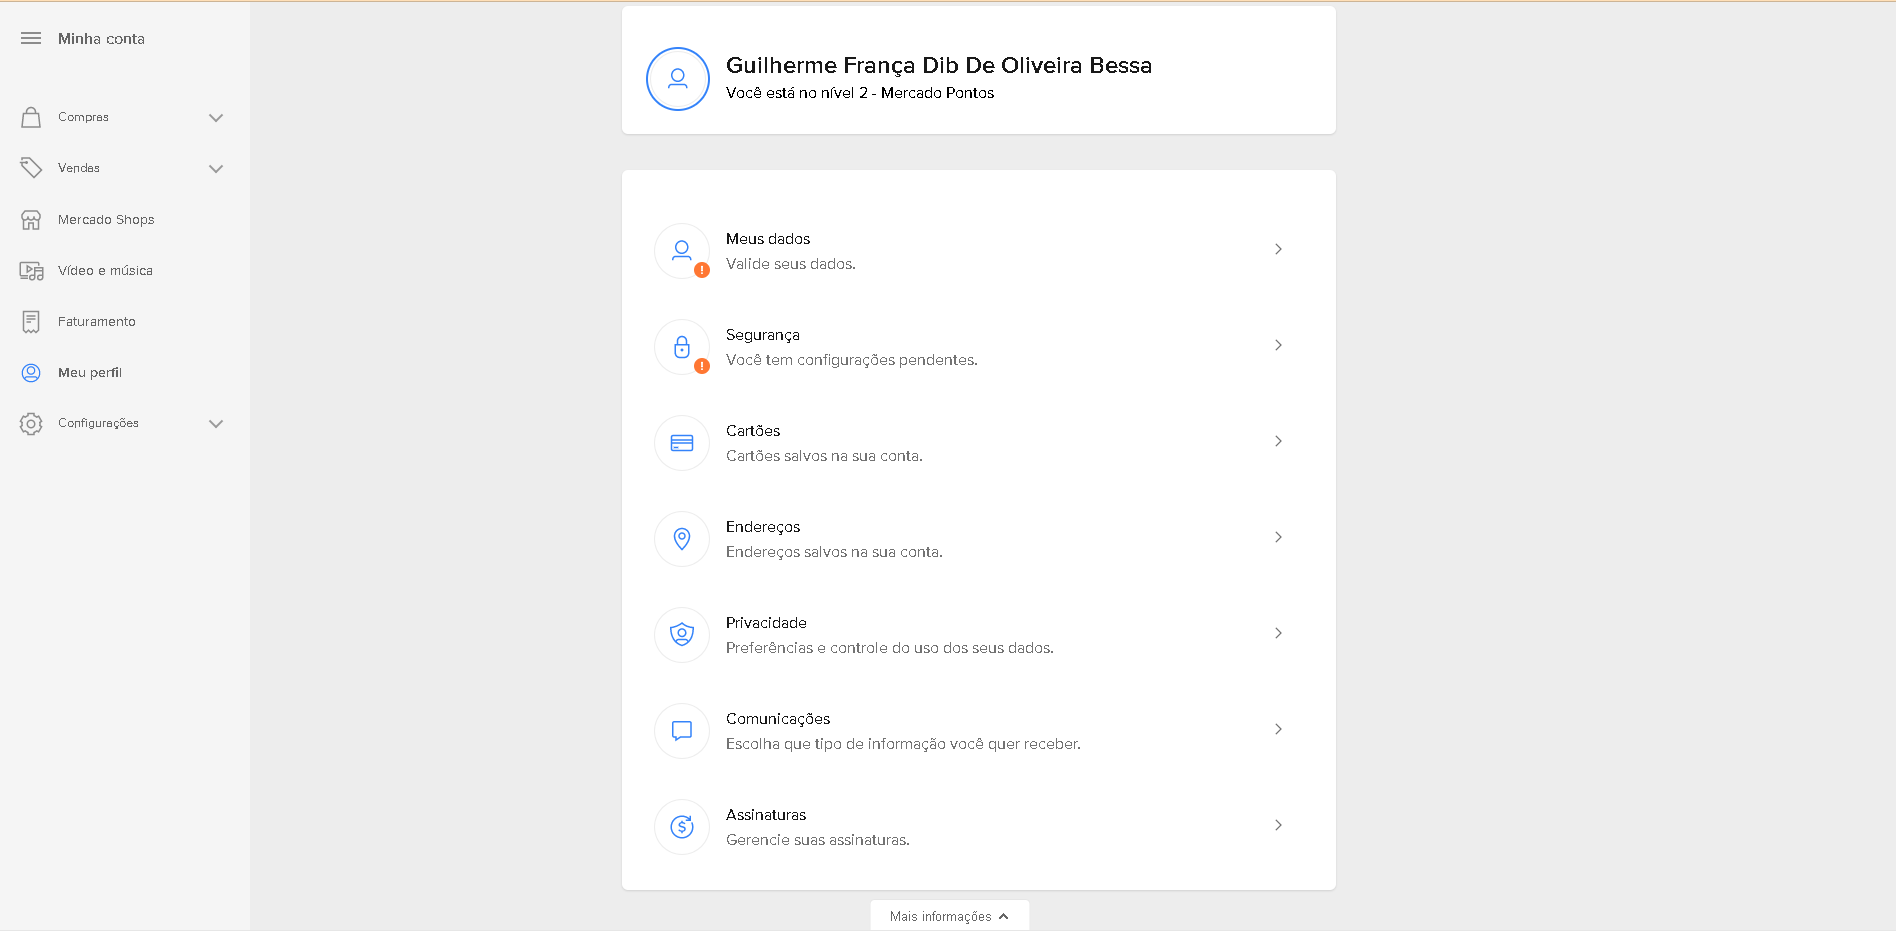 Minha conta
Compras
Vendas
Mercado Shops
Vídeo e música
Faturamento
Meu perfil
Configurações
Guilherme França Dib De Oliveira Bessa
Você está no nível 2 - Mercado Pontos
Meus dados
Valide seus dados.
Segurança
Você tem configurações pendentes.
Cartões
Cartões salvos na sua conta.
Endereços
Endereços salvos na sua conta.
Privacidade
Preferências e controle do uso dos seus dados.
Comunicações
Escolha que tipo de informação você quer receber.
Assinaturas
Gerencie suas assinaturas.
Mais informações